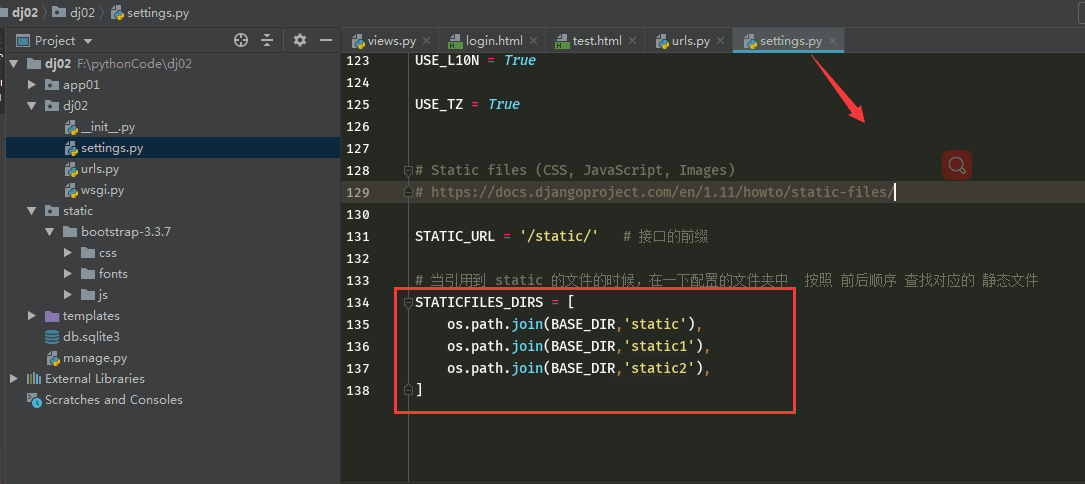 dj02 dj02 settings.py
Project
views.py login.html test.html urls.py settings.py
dj02 F:\pythonCode\dj02
app01
dj02
__init__.py
settings.py
urls.py
wsgi.py
static
bootstrap-3.3.7
css
fonts
js
templates
db.sqlite3
manage.py
External Libraries
Scratches and Consoles
123 USE_L10N = True
124
125 USE_TZ = True
126
127
128 # Static files (CSS, JavaScript, Images)
129 # https://docs.djangoproject.com/en/1.11/howto/static-files/
130
131 STATIC_URL = '/static/' # 接口的前缀
132
133 # 当引用到 static 的文件的时候，在一下配置的文件夹中 按照 前后顺序 查找对应的 静态文件
134 STATICFILES_DIRS = [
135 os.path.join(BASE_DIR,'static'),
136 os.path.join(BASE_DIR,'static1'),
137 os.path.join(BASE_DIR,'static2'),
138 ]